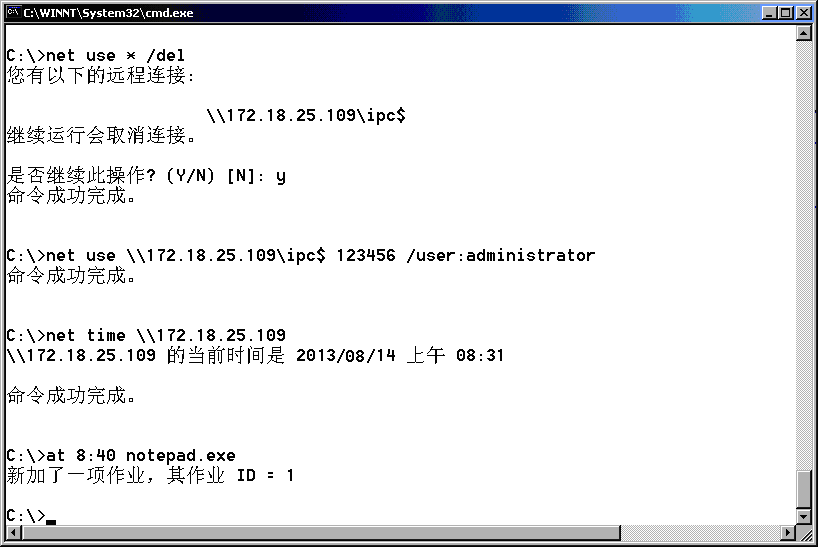 C:\WINNT\System32\cmd.exe
C:\>net use * /del
您有以下的远程连接:
\\172.18.25.109\ipc$
继续运行会取消连接。
是否继续此操作? (Y/N) [N]: y
命令成功完成。
C:\>net use \\172.18.25.109\ipc$ 123456 /user:administrator
命令成功完成。
C:\>net time \\172.18.25.109
\\172.18.25.109 的当前时间是 2013/08/14 上午 08:31
命令成功完成。
C:\>at 8:40 notepad.exe
新加了一项作业，其作业 ID = 1
C:\>